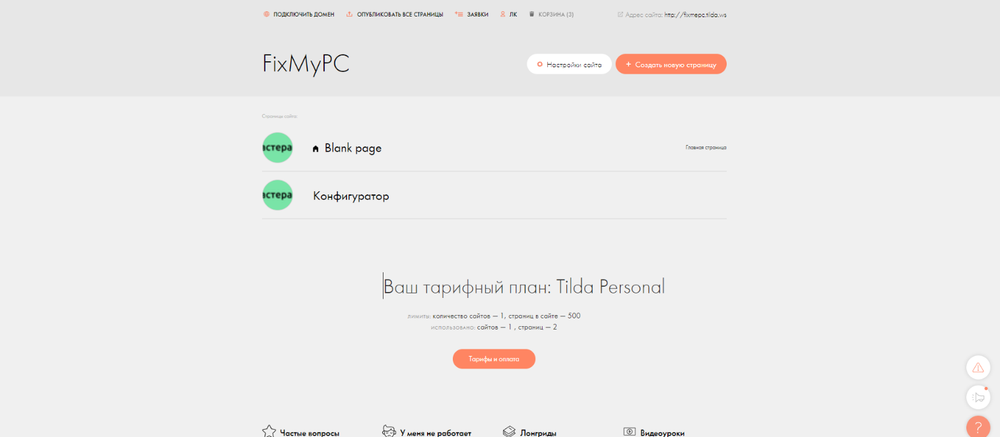 ПОДКЛЮЧИТЬ ДОМЕН ОПУБЛИКОВАТЬ ВСЕ СТРАНИЦЫ ЗАЯВКИ ЛК КОРЗИНА (3) Адрес сайта: http://fixmepc.tilda.ws
FixMyPC
Настройки сайта + Создать новую страницу
Страницы сайта:
астера Blank page Главная страница
астера Конфигуратор
Ваш тарифный план: Tilda Personal
лимиты: количество сайтов — 1, страниц в сайте — 500
использовано: сайтов — 1 , страниц — 2
Тарифы и оплата
Частые вопросы У меня не работает Лонгриды Видеоуроки
?